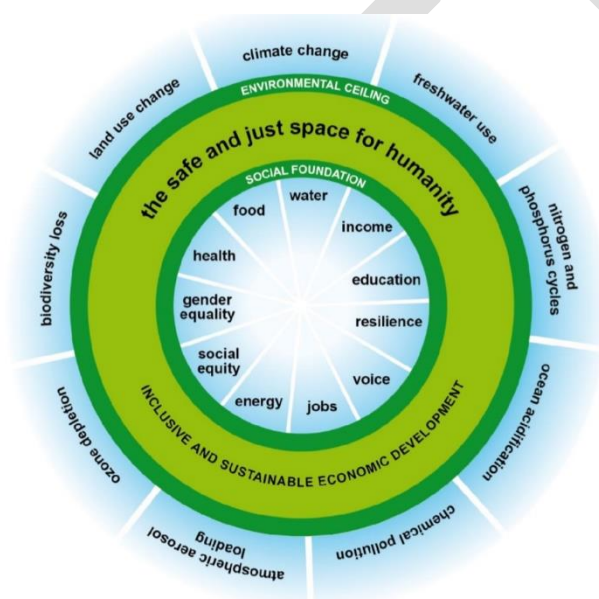 climate change
freshwater use
nitrogen and
phosphorus cycles
ocean acidification
chemical pollution
atmospheric aerosol
loading
ozone depletion
biodiversity loss
land use change
ENVIRONMENTAL CEILING
the safe and just space for humanity
SOCIAL FOUNDATION
water
income
education
resilience
voice
jobs
energy
social
equity
gender
equality
health
food
INCLUSIVE AND SUSTAINABLE ECONOMIC DEVELOPMENT